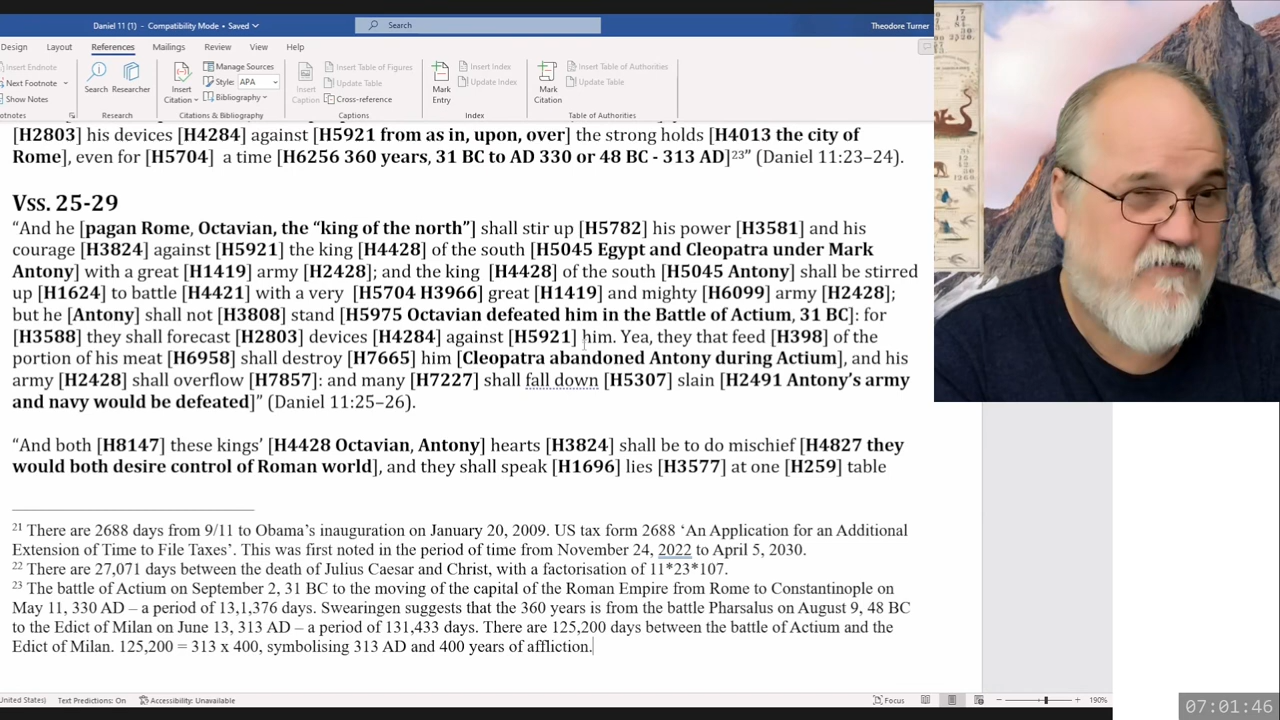 Daniel 11 (1) - Compatibility Mode • Saved
Search
Theodore Turner
Design Layout References Mailings Review View Help
Insert Endnote
Next Footnote
Show Notes
Search
Researcher
Research
Insert Citation
Manage Sources
Style: APA
Bibliography
Citations & Bibliography
Insert Caption
Insert Table of Figures
Update Table
Cross-reference
Captions
Mark Entry
Insert Index
Update Index
Index
Mark Citation
Insert Table of Authorities
Update Table
Table of Authorities
[H2803] his devices [H4284] against [H5921 from as in, upon, over] the strong holds [H4013 the city of
Rome], even for [H5704] a time [H6256 360 years, 31 BC to AD 330 or 48 BC - 313 AD]23” (Daniel 11:23–24).
Vss. 25-29
“And he [pagan Rome, Octavian, the “king of the north”] shall stir up [H5782] his power [H3581] and his
courage [H3824] against [H5921] the king [H4428] of the south [H5045 Egypt and Cleopatra under Mark
Antony] with a great [H1419] army [H2428]; and the king [H4428] of the south [H5045 Antony] shall be stirred
up [H1624] to battle [H4421] with a very [H5704 H3966] great [H1419] and mighty [H6099] army [H2428];
but he [Antony] shall not [H3808] stand [H5975 Octavian defeated him in the Battle of Actium, 31 BC]: for
[H3588] they shall forecast [H2803] devices [H4284] against [H5921] him. Yea, they that feed [H398] of the
portion of his meat [H6958] shall destroy [H7665] him [Cleopatra abandoned Antony during Actium], and his
army [H2428] shall overflow [H7857]: and many [H7227] shall fall down [H5307] slain [H2491 Antony’s army
and navy would be defeated]” (Daniel 11:25–26).
“And both [H8147] these kings’ [H4428 Octavian, Antony] hearts [H3824] shall be to do mischief [H4827 they
would both desire control of Roman world], and they shall speak [H1696] lies [H3577] at one [H259] table
21 There are 2688 days from 9/11 to Obama’s inauguration on January 20, 2009. US tax form 2688 ‘An Application for an Additional
Extension of Time to File Taxes’. This was first noted in the period of time from November 24, 2022 to April 5, 2030.
22 There are 27,071 days between the death of Julius Caesar and Christ, with a factorisation of 11*23*107.
23 The battle of Actium on September 2, 31 BC to the moving of the capital of the Roman Empire from Rome to Constantinople on
May 11, 330 AD – a period of 13,1,376 days. Swearingen suggests that the 360 years is from the battle Pharsalus on August 9, 48 BC
to the Edict of Milan on June 13, 313 AD – a period of 131,433 days. There are 125,200 days between the battle of Actium and the
Edict of Milan. 125,200 = 313 x 400, symbolising 313 AD and 400 years of affliction.
United States) Text Predictions: On Accessibility: Unavailable
Focus
190%
07:01:46